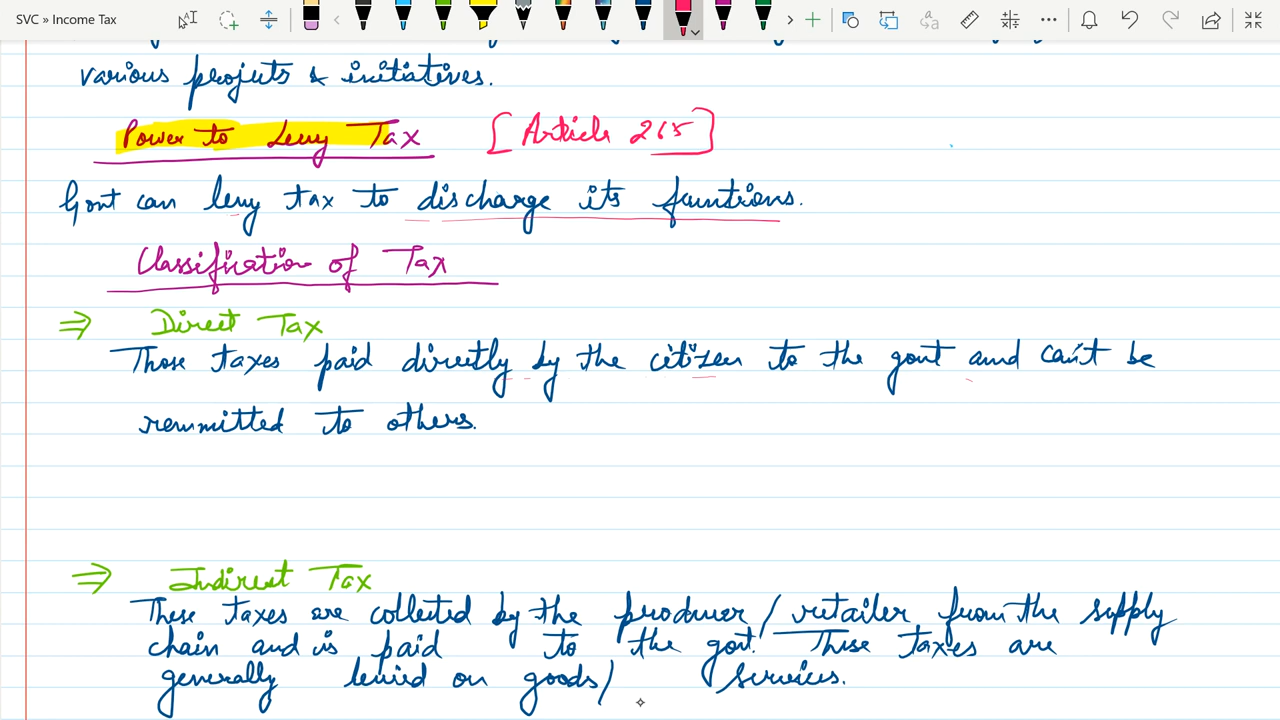 SVC » Income Tax
various projects & initiatives.
Power to Levy Tax [Article 265]
Govt can levy tax to discharge its functions.
Classification of Tax
⇒ Direct Tax
Those taxes paid directly by the citizen to the govt and can't be
remmitted to others.
⇒ Indirect Tax
These taxes are collected by the producer/retailer from the supply
chain and is paid to the govt. These taxes are
generally levied on goods/ services.